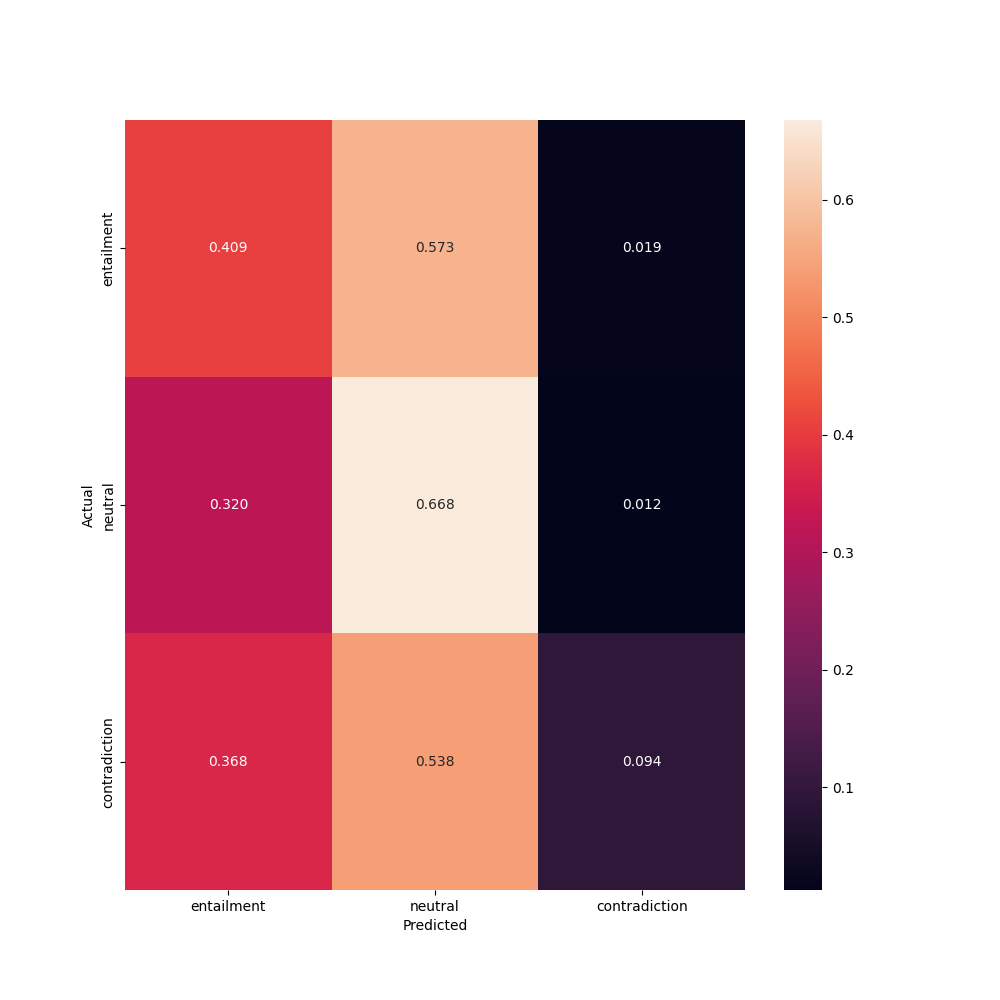 entailment 0.409 0.573 0.019
Actual
neutral 0.320 0.668 0.012
contradiction 0.368 0.538 0.094
entailment neutral contradiction
Predicted
0.6
0.5
0.4
0.3
0.2
0.1